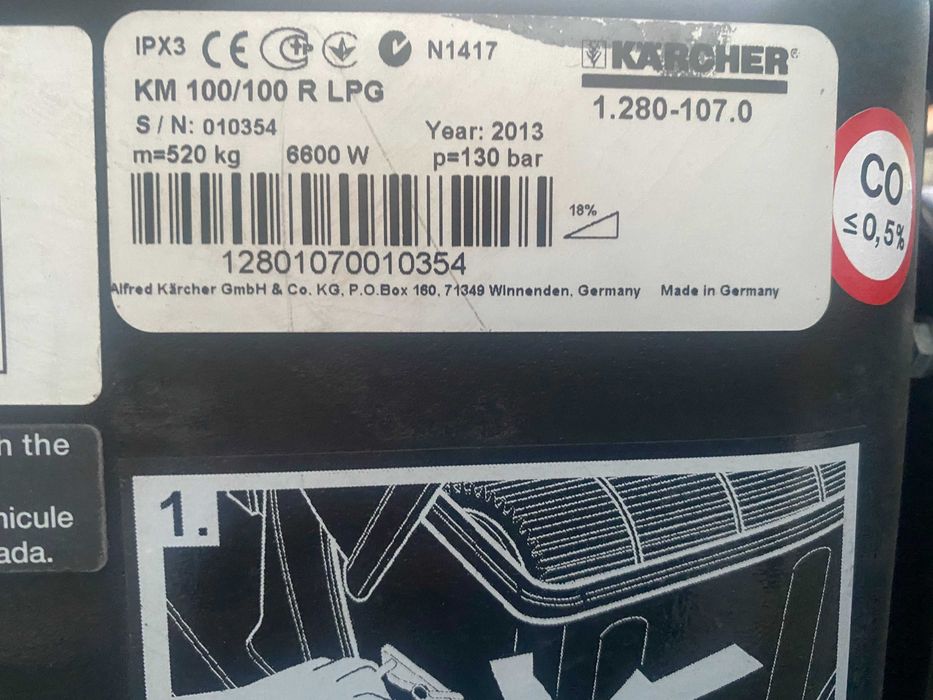 IPX3 CE N1417 KÄRCHER
KM 100/100 R LPG
1.280-107.0
S / N: 010354 Year: 2013
m=520 kg 6600 W p=130 bar
18%
12801070010354
Alfred Kärcher GmbH & Co. KG, P.O.Box 160, 71349 Winnenden, Germany Made in Germany
CO
≤0,5%
the
ada.
1.